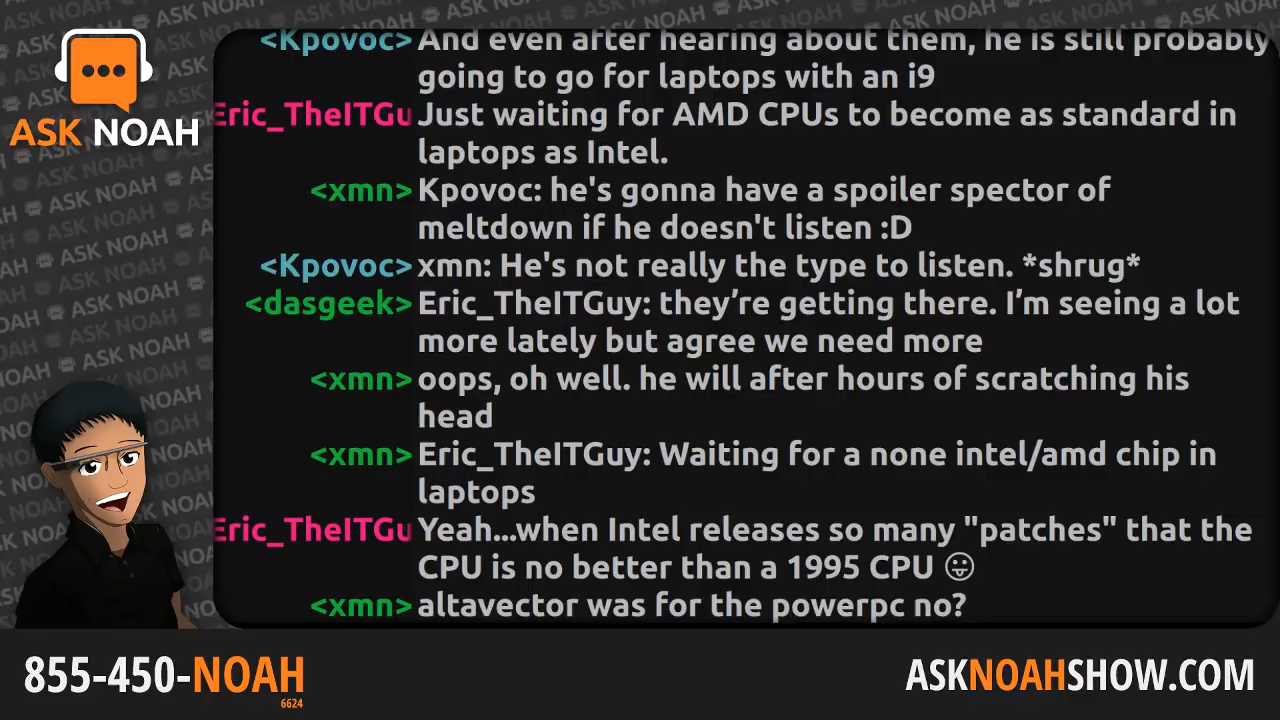 ASK NOAH
<Kpovoc> And even after hearing about them, he is still probably
going to go for laptops with an i9
Eric_TheITGu Just waiting for AMD CPUs to become as standard in
laptops as Intel.
<xmn> Kpovoc: he's gonna have a spoiler spector of
meltdown if he doesn't listen :D
<Kpovoc> xmn: He's not really the type to listen. *shrug*
<dasgeek> Eric_TheITGuy: they’re getting there. I’m seeing a lot
more lately but agree we need more
<xmn> oops, oh well. he will after hours of scratching his
head
<xmn> Eric_TheITGuy: Waiting for a none intel/amd chip in
laptops
Eric_TheITGu Yeah...when Intel releases so many "patches" that the
CPU is no better than a 1995 CPU 😛
<xmn> altavector was for the powerpc no?
855-450-NOAH
6624
ASKNOAHSHOW.COM